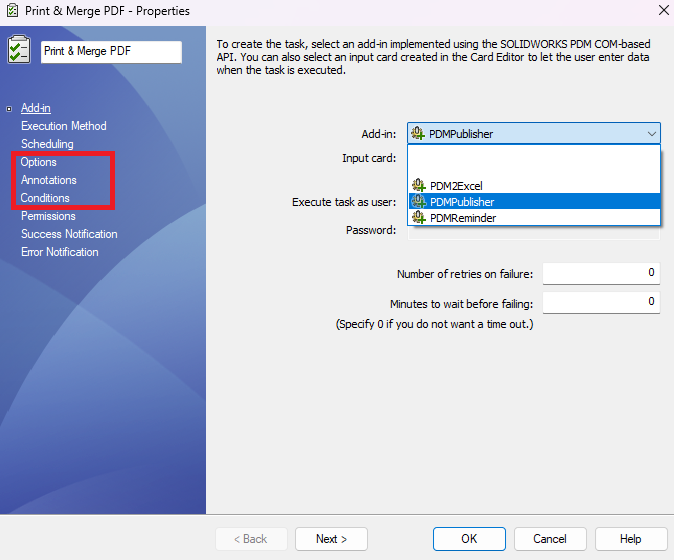 Print & Merge PDF - Properties
Print & Merge PDF
To create the task, select an add-in implemented using the SOLIDWORKS PDM COM-based
API. You can also select an input card created in the Card Editor to let the user enter data
when the task is executed.
Add-in
Execution Method
Scheduling
Options
Annotations
Conditions
Permissions
Success Notification
Error Notification
Add-in: PDMPublisher
Input card:
PDM2Excel
PDMPublisher
PDMReminder
Execute task as user:
Password:
Number of retries on failure: 0
Minutes to wait before failing: 0
(Specify 0 if you do not want a time out.)
< Back
Next >
OK
Cancel
Help